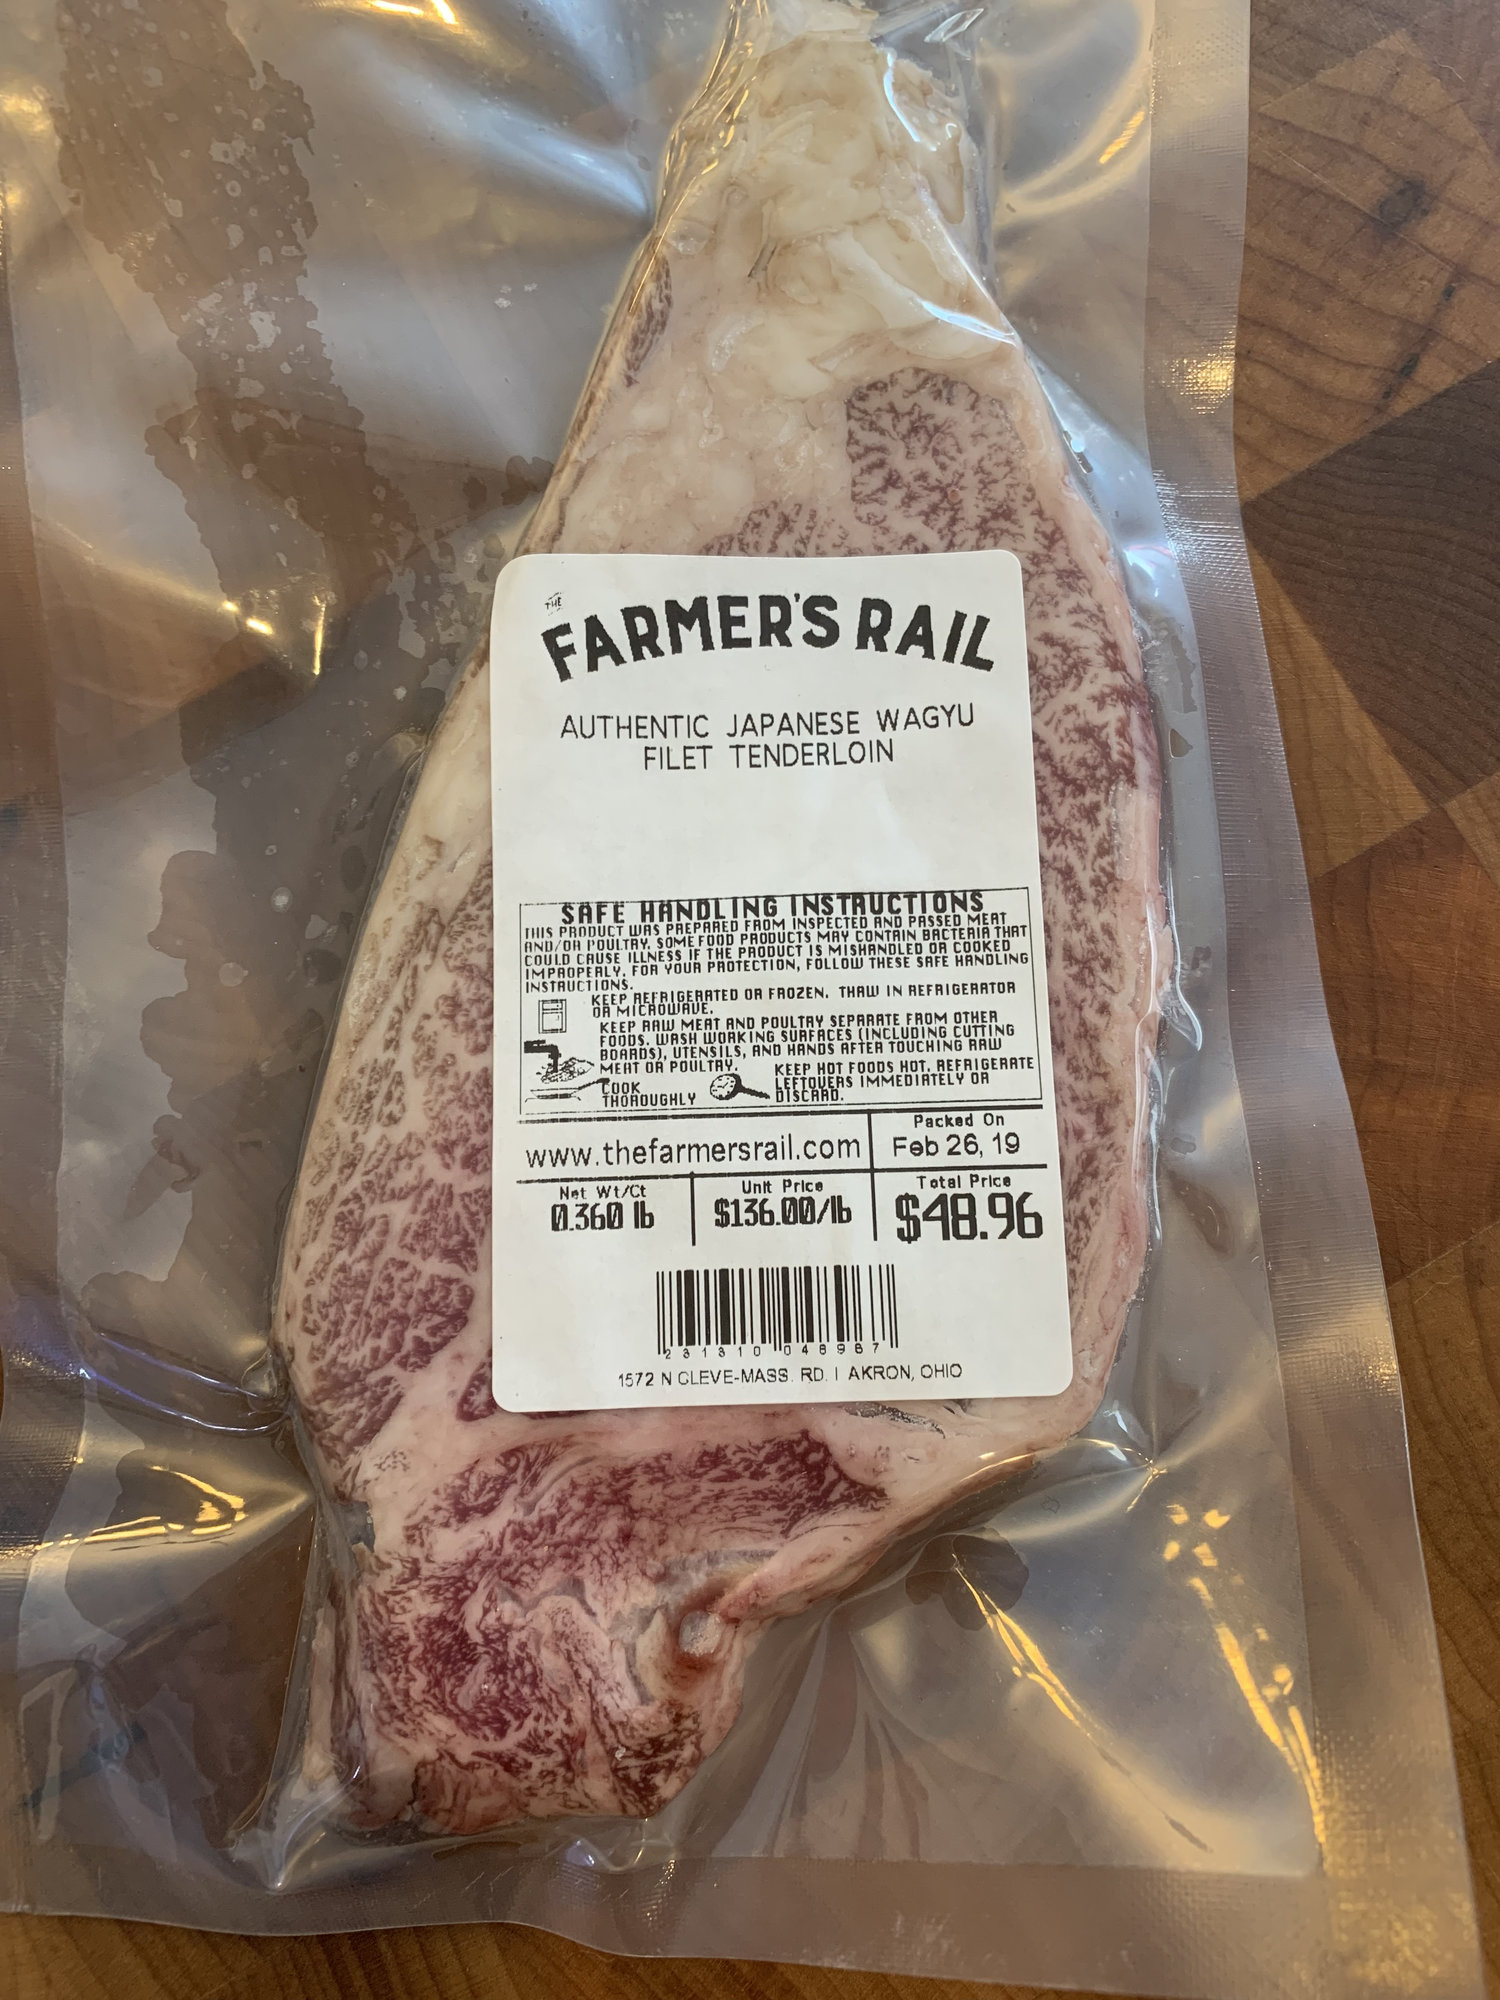 THE
FARMER'S RAIL
AUTHENTIC JAPANESE WAGYU
FILET TENDERLOIN
SAFE HANDLING INSTRUCTIONS
THIS PRODUCT WAS PREPARED FROM INSPECTED AND PASSED MEAT
AND/OR POULTRY. SOME FOOD PRODUCTS MAY CONTAIN BACTERIA THAT
COULD CAUSE ILLNESS IF THE PRODUCT IS MISHANDLED OR COOKED
IMPROPERLY. FOR YOUR PROTECTION, FOLLOW THESE SAFE HANDLING
INSTRUCTIONS.
KEEP REFRIGERATED OR FROZEN. THAW IN REFRIGERATOR
OR MICROWAVE.
KEEP RAW MEAT AND POULTRY SEPARATE FROM OTHER
FOODS. WASH WORKING SURFACES (INCLUDING CUTTING
BOARDS), UTENSILS, AND HANDS AFTER TOUCHING RAW
MEAT OR POULTRY.
COOK
THOROUGHLY
KEEP HOT FOODS HOT. REFRIGERATE
LEFTOVERS IMMEDIATELY OR
DISCARD.
www.thefarmersrail.com
Packed On
Feb 26, 19
Net Wt/Ct
0.360 lb
Unit Price
$136.00/lb
Total Price
$48.96
2 31310 048967
1572 N CLEVE-MASS. RD. | AKRON, OHIO